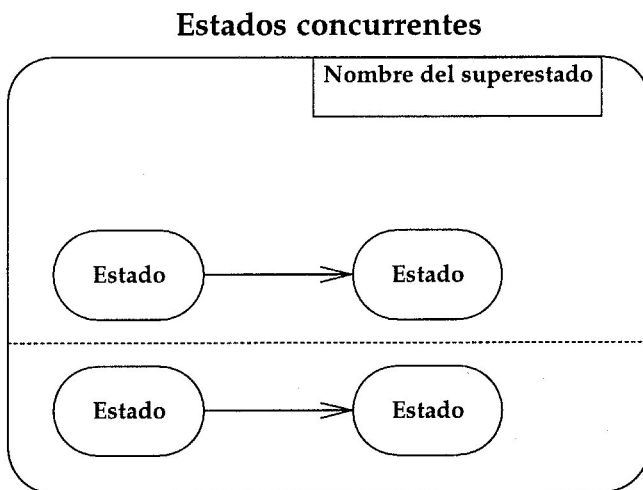 Estados concurrentes
Nombre del superestado
Estado
Estado
Estado
Estado